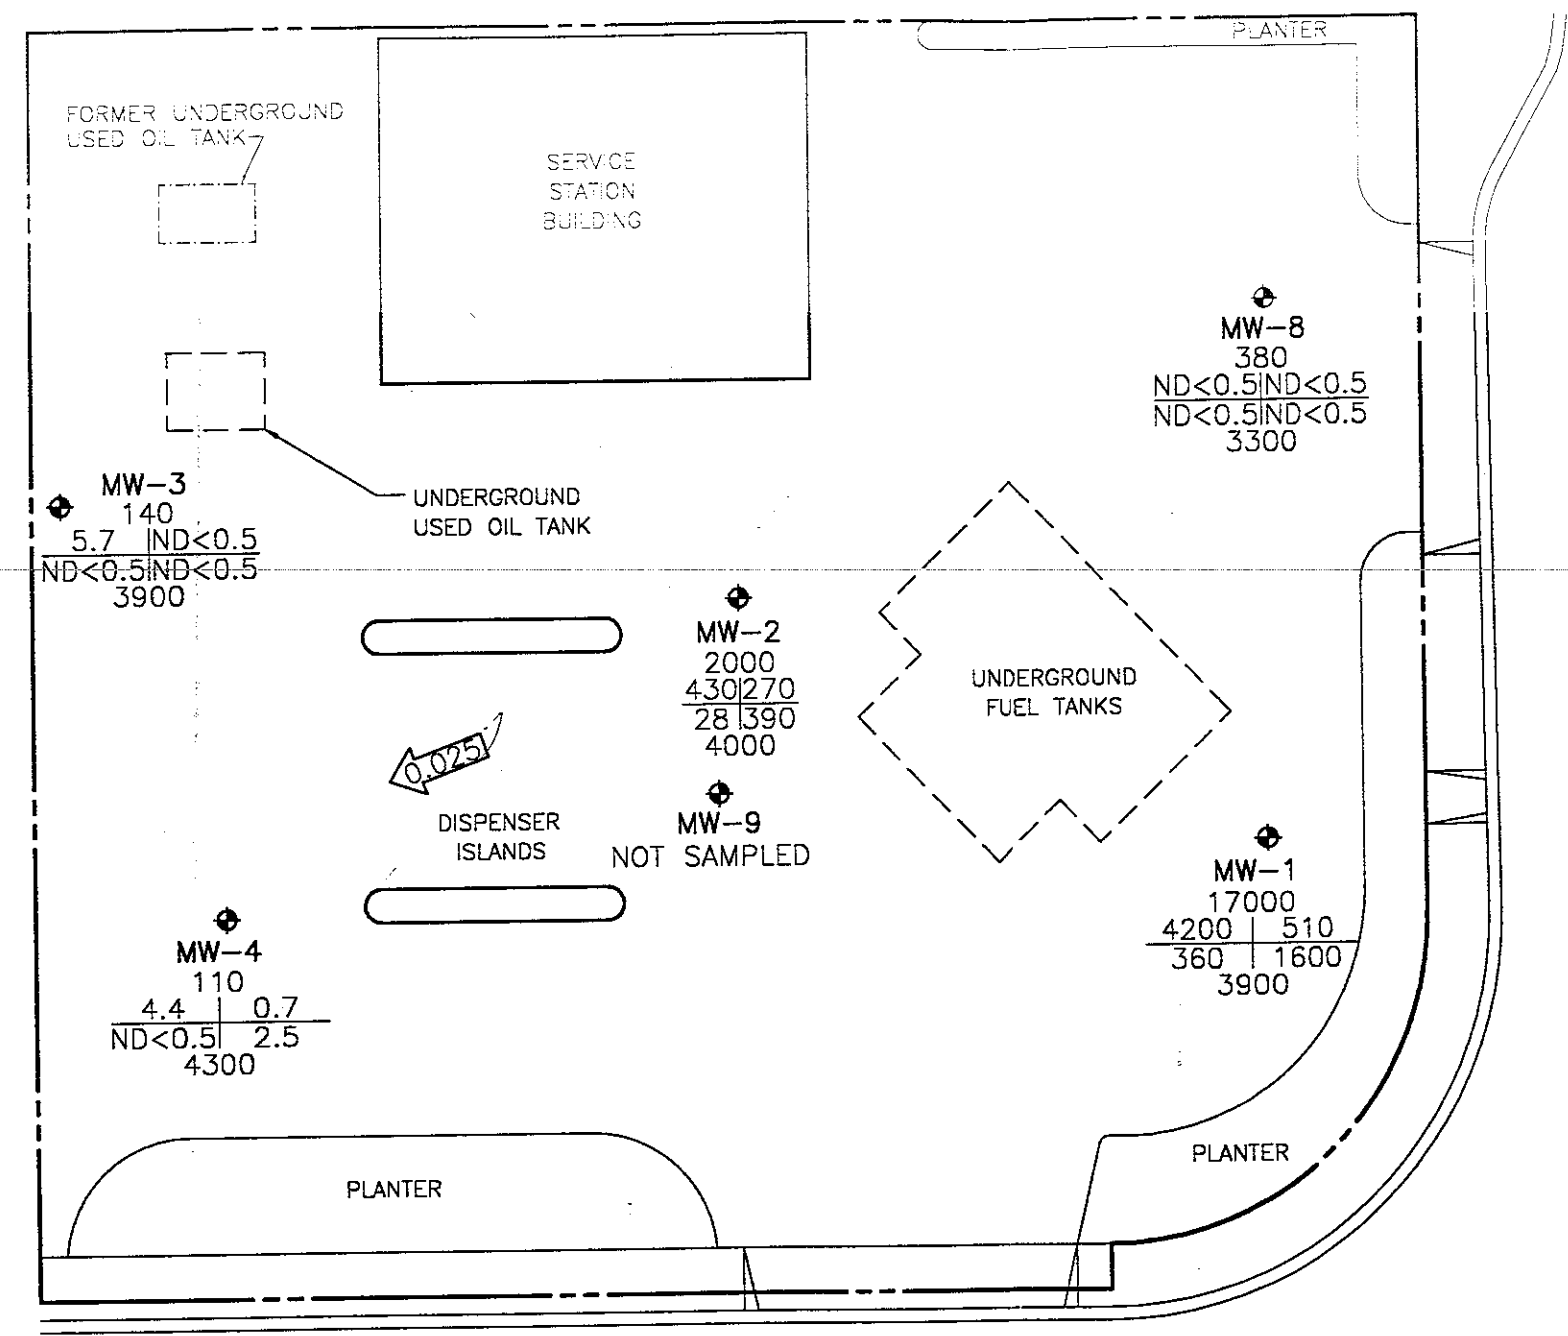 PLANTER
FORMER UNDERGROUND
USED OIL TANK
SERVICE
STATION
BUILDING
MW-8
380
ND<0.5|ND<0.5
ND<0.5|ND<0.5
3300
MW-3
140
5.7 |ND<0.5
ND<0.5|ND<0.5
3900
UNDERGROUND
USED OIL TANK
MW-2
2000
430|270
28|390
4000
UNDERGROUND
FUEL TANKS
0.025
DISPENSER
ISLANDS
MW-9
NOT SAMPLED
MW-1
17000
4200 | 510
360 | 1600
3900
MW-4
110
4.4 | 0.7
ND<0.5| 2.5
4300
PLANTER
PLANTER